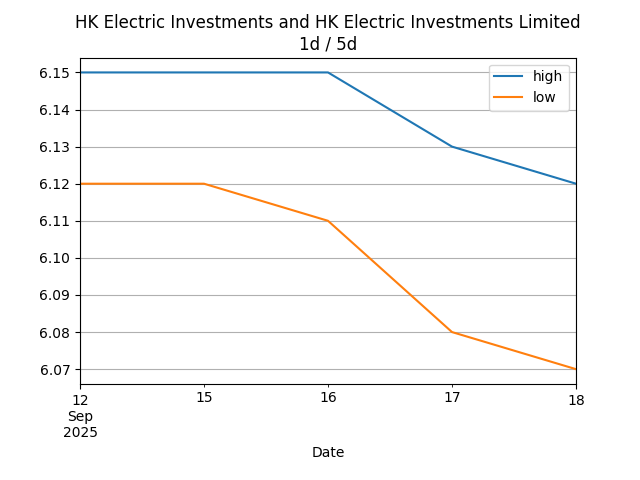 HK Electric Investments and HK Electric Investments Limited
1d / 5d
high
low
6.15
6.14
6.13
6.12
6.11
6.10
6.09
6.08
6.07
12
Sep
2025
15
16
17
18
Date